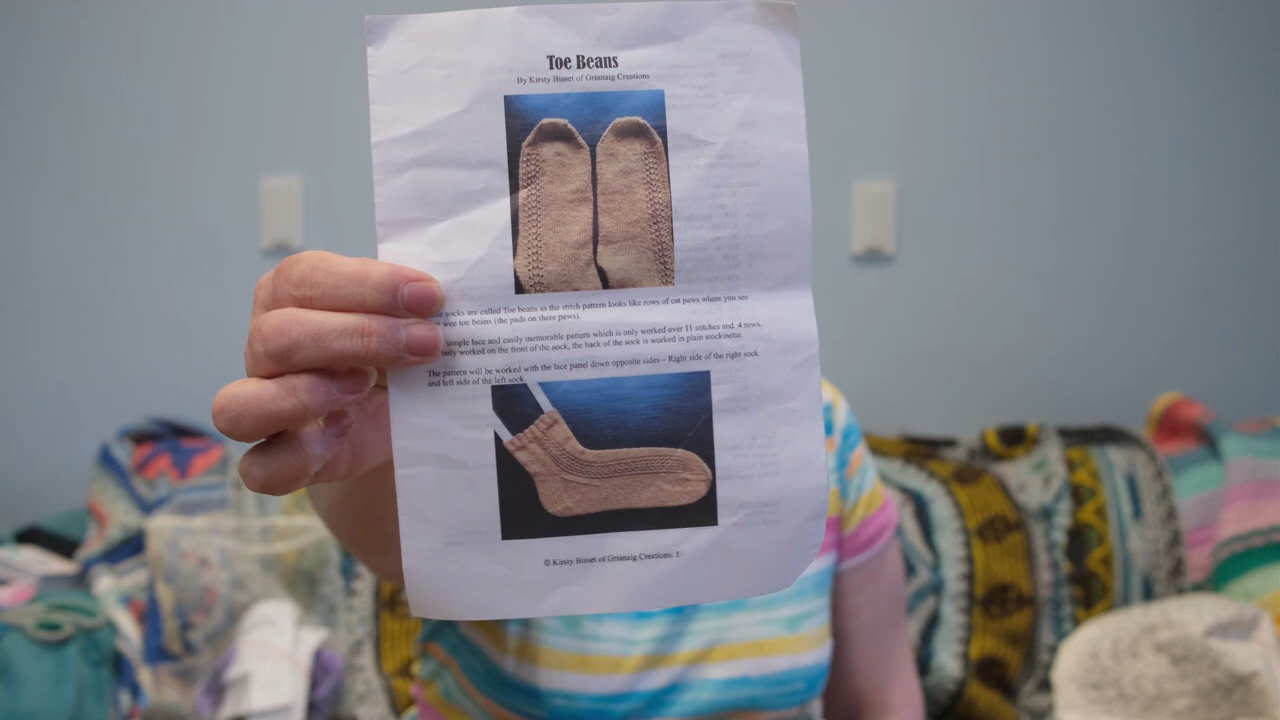 Toe Beans
By Kirsty Bisset of Grianaig Creations
socks are called Toe beans as the stitch pattern looks like rows of cat paws where you see
wee toe beans (the pads on there paws).
simple lace and easily memorable pattern which is only worked over 11 stitches and 4 rows.
only worked on the front of the sock, the back of the sock is worked in plain stockinette.
The pattern will be worked with the lace panel down opposite sides – Right side of the right sock
and left side of the left sock.
© Kirsty Bisset of Grianaig Creations. 1